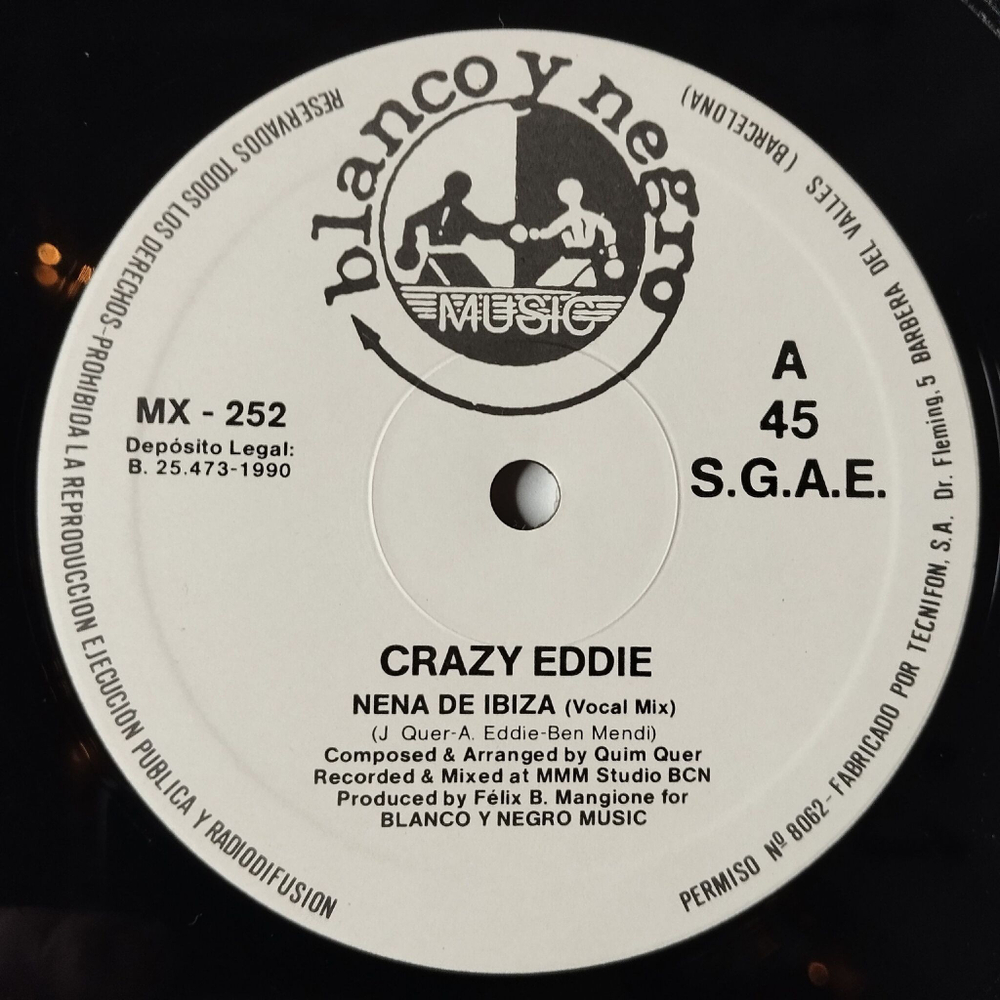 blanco y negro
MUSIC
A
45
S.G.A.E.
MX - 252
Depósito Legal:
B. 25.473-1990
CRAZY EDDIE
NENA DE IBIZA (Vocal Mix)
(J Quer-A. Eddie-Ben Mendi)
Composed & Arranged by Quim Quer
Recorded & Mixed at MMM Studio BCN
Produced by Félix B. Mangione for
BLANCO Y NEGRO MUSIC
RESERVADOS TODOS LOS DERECHOS-PROHIBIDA LA REPRODUCCION EJECUCION PUBLICA Y RADIODIFUSION
PERMISO Nº 8062- FABRICADO POR TECNIFON, S.A. Dr. Fleming, 5 BARBERA DEL VALLES (BARCELONA)